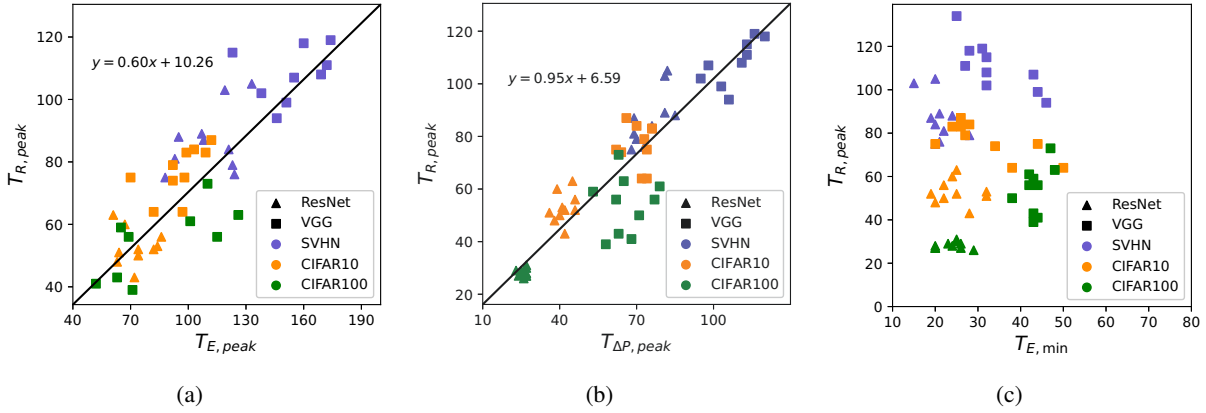 y = 0.60x + 10.26
T_{R, peak}
120
100
80
60
40
40
70
100
130
160
190
T_{E, peak}
ResNet
VGG
SVHN
CIFAR10
CIFAR100
(a)
y = 0.95x + 6.59
T_{R, peak}
120
100
80
60
40
20
10
40
70
100
T_{ΔP, peak}
ResNet
VGG
SVHN
CIFAR10
CIFAR100
(b)
T_{R, peak}
140
120
100
80
60
40
20
0
10
20
30
40
50
60
70
80
T_{E, min}
ResNet
VGG
SVHN
CIFAR10
CIFAR100
(c)